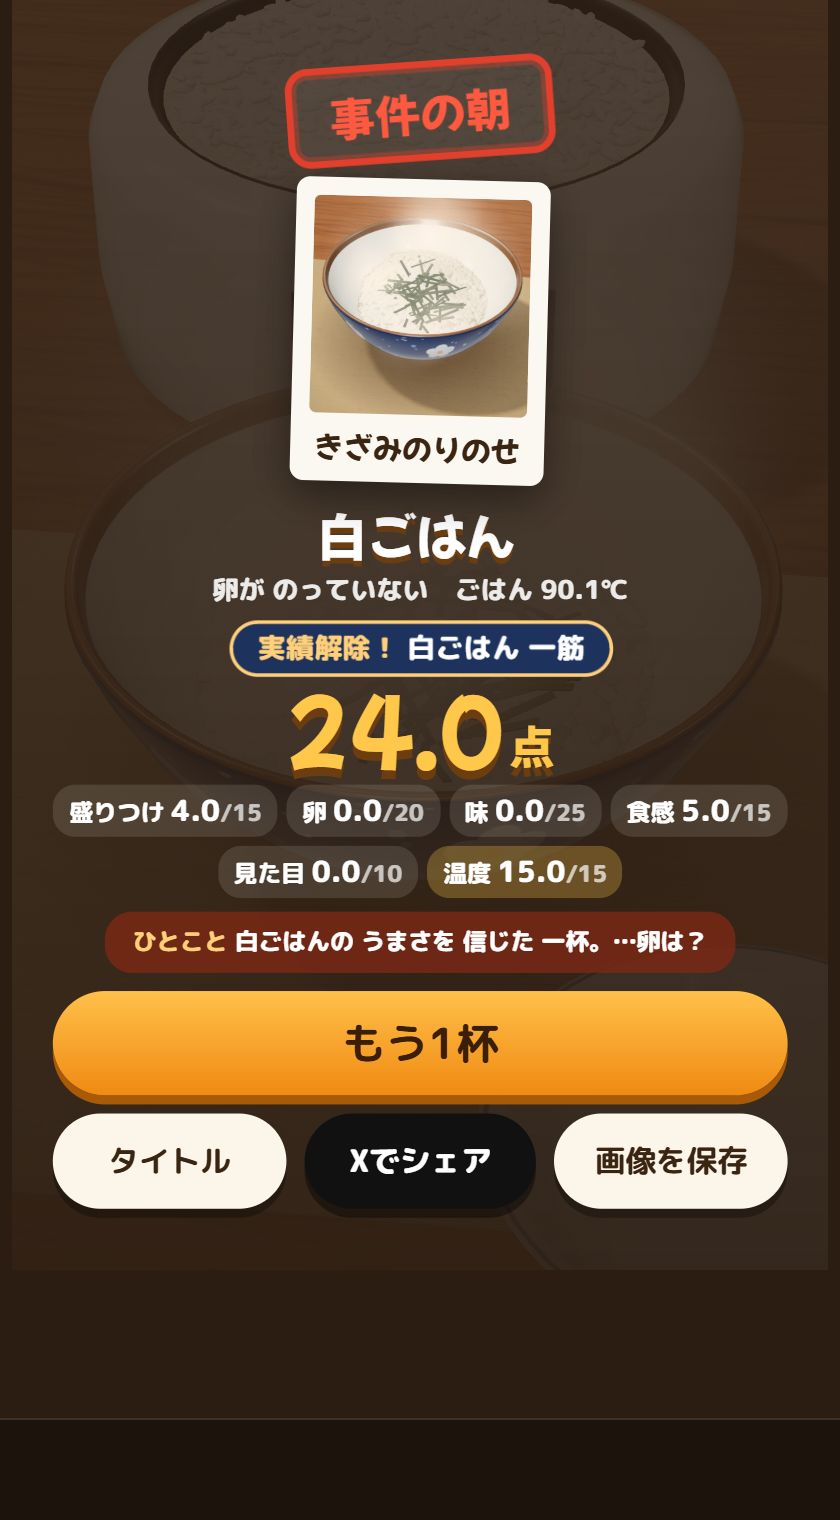 事件の朝
きざみのりのせ
白ごはん
卵が のっていない　ごはん 90.1℃
実績解除！ 白ごはん 一筋
24.0点
盛りつけ 4.0/15 卵 0.0/20 味 0.0/25 食感 5.0/15
見た目 0.0/10 温度 15.0/15
ひとこと 白ごはんの うまさを 信じた 一杯。…卵は？
もう1杯
タイトル Xでシェア 画像を保存